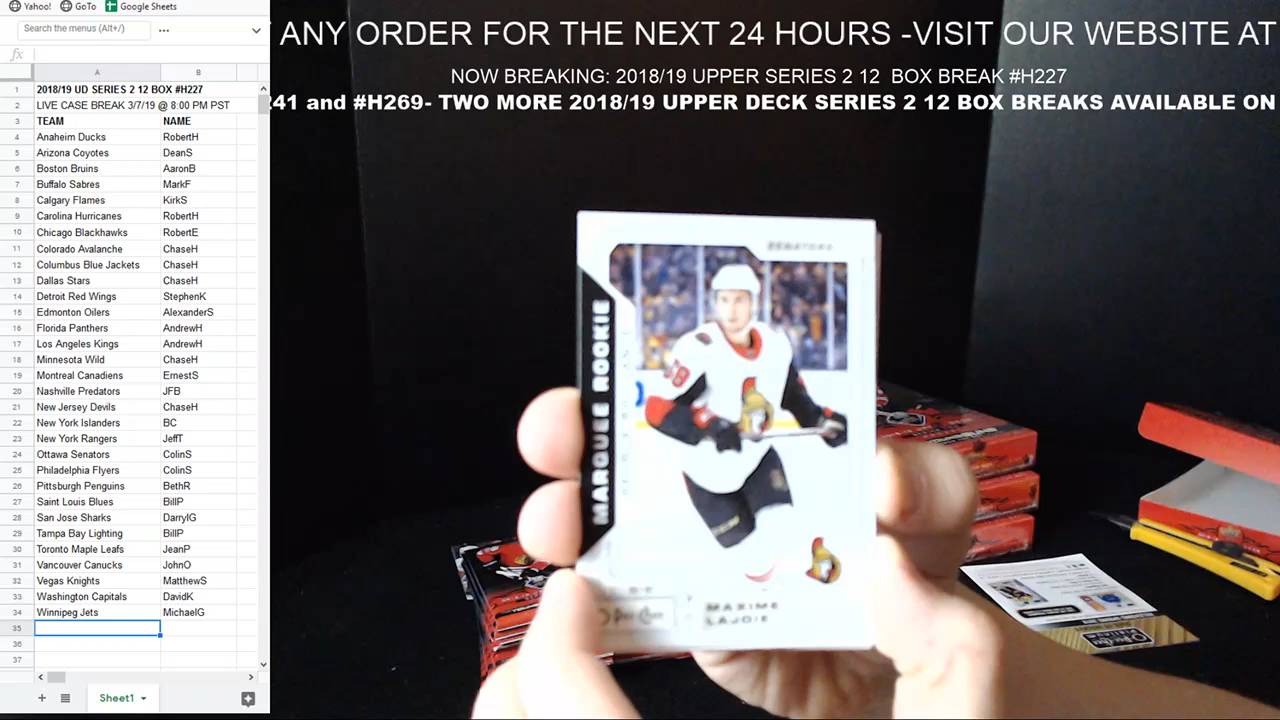 Yahoo! GoTo Google Sheets
Search the menus (Alt+/)
fx
A B
1 2018/19 UD SERIES 2 12 BOX #H227
2 LIVE CASE BREAK 3/7/19 @ 8:00 PM PST
3 TEAM NAME
4 Anaheim Ducks RobertH
5 Arizona Coyotes DeanS
6 Boston Bruins AaronB
7 Buffalo Sabres MarkF
8 Calgary Flames KirkS
9 Carolina Hurricanes RobertH
10 Chicago Blackhawks RobertE
11 Colorado Avalanche ChaseH
12 Columbus Blue Jackets ChaseH
13 Dallas Stars ChaseH
14 Detroit Red Wings StephenK
15 Edmonton Oilers AlexanderS
16 Florida Panthers AndrewH
17 Los Angeles Kings AndrewH
18 Minnesota Wild ChaseH
19 Montreal Canadiens ErnestS
20 Nashville Predators JFB
21 New Jersey Devils ChaseH
22 New York Islanders BC
23 New York Rangers JeffT
24 Ottawa Senators ColinS
25 Philadelphia Flyers ColinS
26 Pittsburgh Penguins BethR
27 Saint Louis Blues BillP
28 San Jose Sharks DarrylG
29 Tampa Bay Lighting BillP
30 Toronto Maple Leafs JeanP
31 Vancouver Canucks JohnO
32 Vegas Knights MatthewS
33 Washington Capitals DavidK
34 Winnipeg Jets MichaelG
35
36
37
Sheet1
ANY ORDER FOR THE NEXT 24 HOURS -VISIT OUR WEBSITE AT
NOW BREAKING: 2018/19 UPPER SERIES 2 12 BOX BREAK #H227
241 and #H269- TWO MORE 2018/19 UPPER DECK SERIES 2 12 BOX BREAKS AVAILABLE ON
SENATORS
MARQUEE ROOKIE
58
O-Pee-Chee
MAXIME
LAJOIE